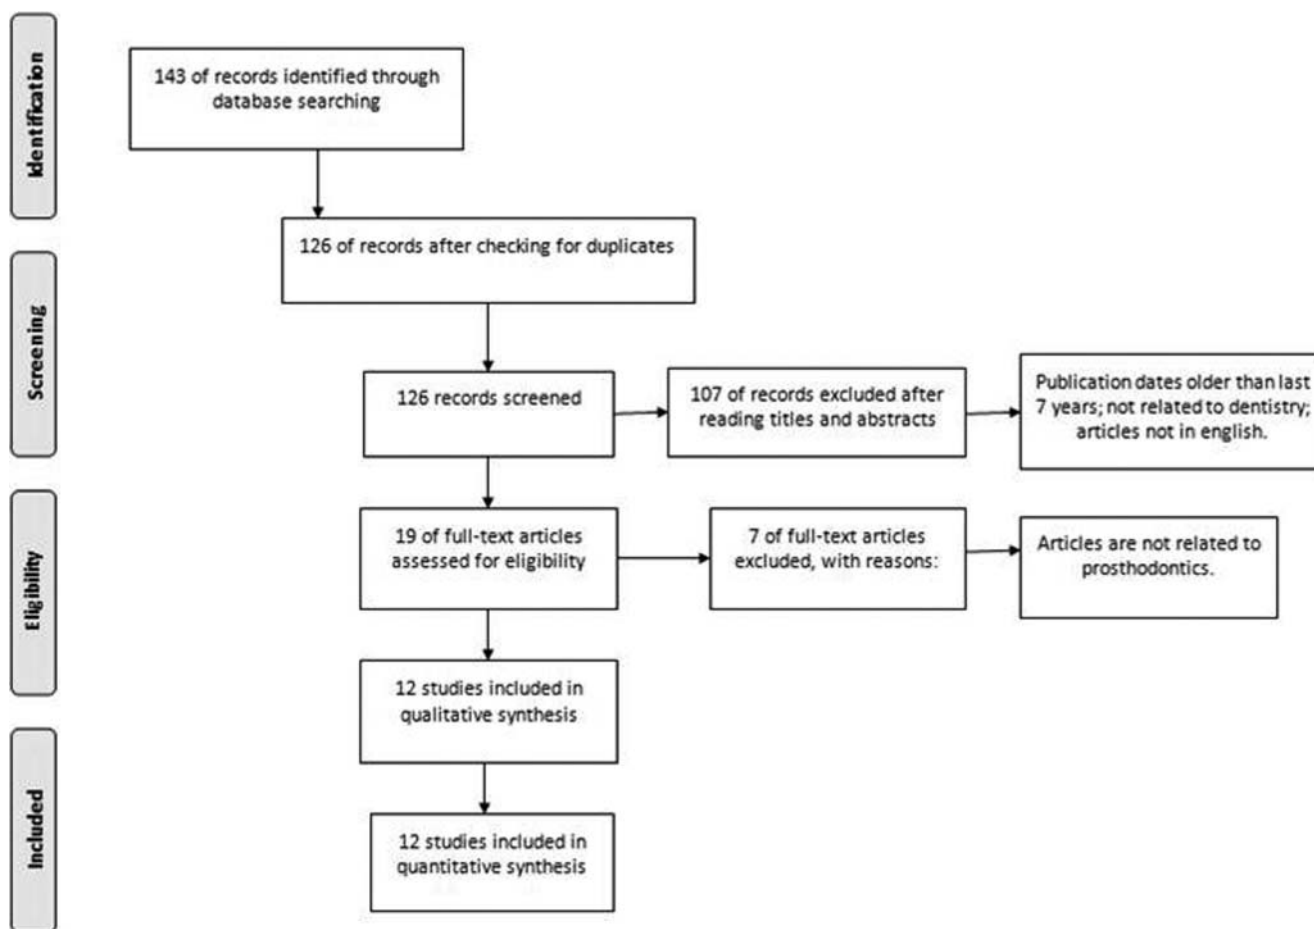 Identification
143 of records identified through
database searching
126 of records after checking for duplicates
Screening
126 records screened
107 of records excluded after
reading titles and abstracts
Publication dates older than last
7 years; not related to dentistry;
articles not in english.
Eligibility
19 of full-text articles
assessed for eligibility
7 of full-text articles
excluded, with reasons:
Articles are not related to
prosthodontics.
12 studies included in
qualitative synthesis
Included
12 studies included in
quantitative synthesis